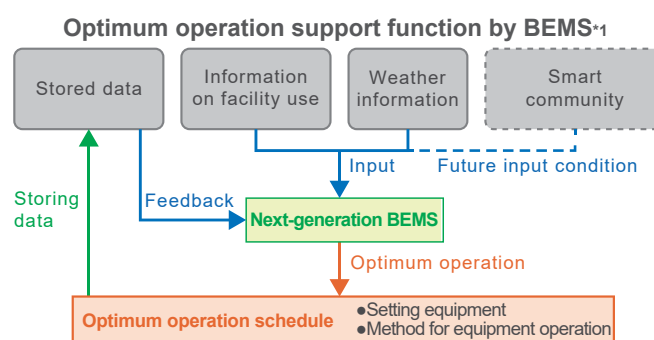 Optimum operation support function by BEMS*1
Stored data
Information
on facility use
Weather
information
Smart
community
Input
Future input condition
Storing
data
Feedback
Next-generation BEMS
Optimum operation
Optimum operation schedule
●Setting equipment
●Method for equipment operation